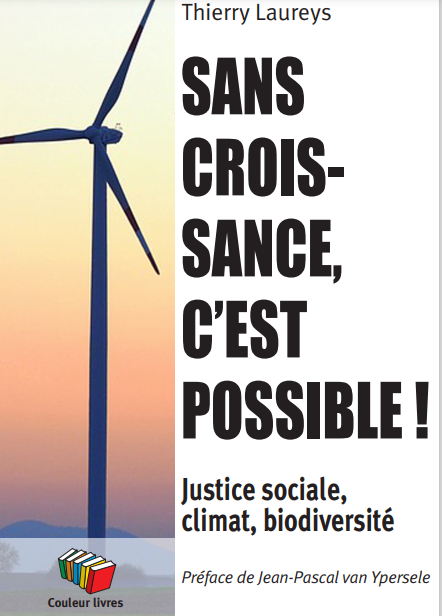 Thierry Laureys
SANS
CROIS-
SANCE,
C’EST
POSSIBLE !
Justice sociale,
climat, biodiversité
Préface de Jean-Pascal van Ypersele
Couleur livres